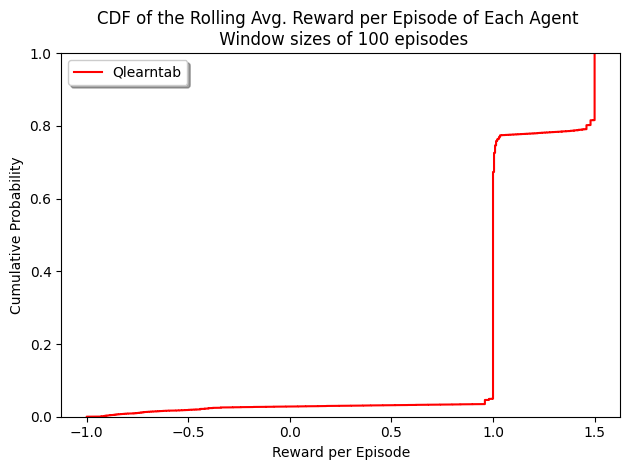 CDF of the Rolling Avg. Reward per Episode of Each Agent
Window sizes of 100 episodes
Qlearntab
1.0
0.8
0.6
0.4
0.2
0.0
Cumulative Probability
−1.0
−0.5
0.0
0.5
1.0
1.5
Reward per Episode